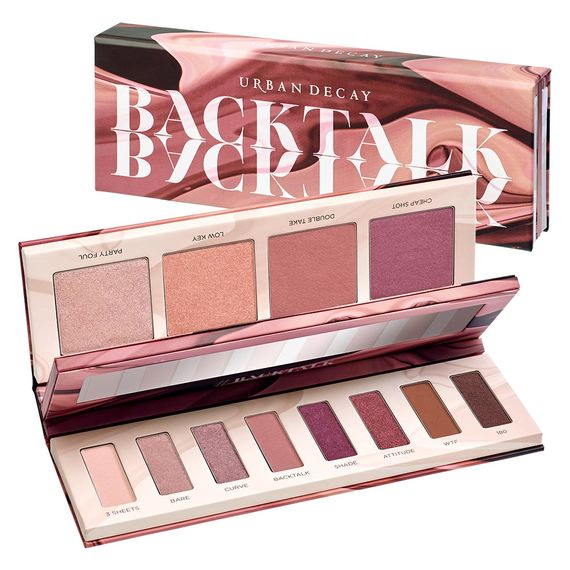 URBAN DECAY
BACKTALK
PARTY FOUL
LOW KEY
DOUBLE TAKE
CHEAP SHOT
BACKTALK
3 SHEETS
BARE
CURVE
BACKTALK
SHADE
ATTITUDE
WTF
180